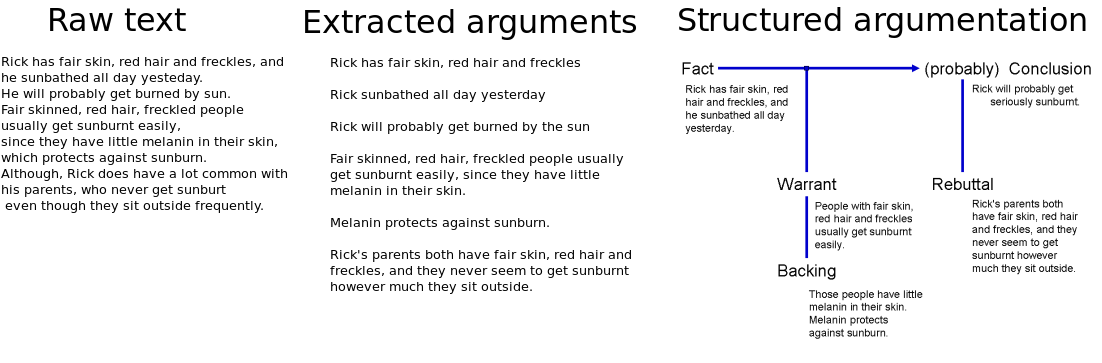 Raw text
Rick has fair skin, red hair and freckles, and
he sunbathed all day yesteday.
He will probably get burned by sun.
Fair skinned, red hair, freckled people
usually get sunburnt easily,
since they have little melanin in their skin,
which protects against sunburn.
Although, Rick does have a lot common with
his parents, who never get sunburt
even though they sit outside frequently.
Extracted arguments
Rick has fair skin, red hair and freckles
Rick sunbathed all day yesterday
Rick will probably get burned by the sun
Fair skinned, red hair, freckled people usually
get sunburnt easily, since they have little
melanin in their skin.
Melanin protects against sunburn.
Rick's parents both have fair skin, red hair and
freckles, and they never seem to get sunburnt
however much they sit outside.
Structured argumentation
Fact
Rick has fair skin, red
hair and freckles, and
he sunbathed all day
yesterday.
(probably) Conclusion
Rick will probably get
seriously sunburnt.
Warrant
People with fair skin,
red hair and freckles
usually get sunburnt
easily.
Backing
Those people have little
melanin in their skin.
Melanin protects
against sunburn.
Rebuttal
Rick's parents both
have fair skin, red hair
and freckles, and they
never seem to get
sunburnt however
much they sit outside.